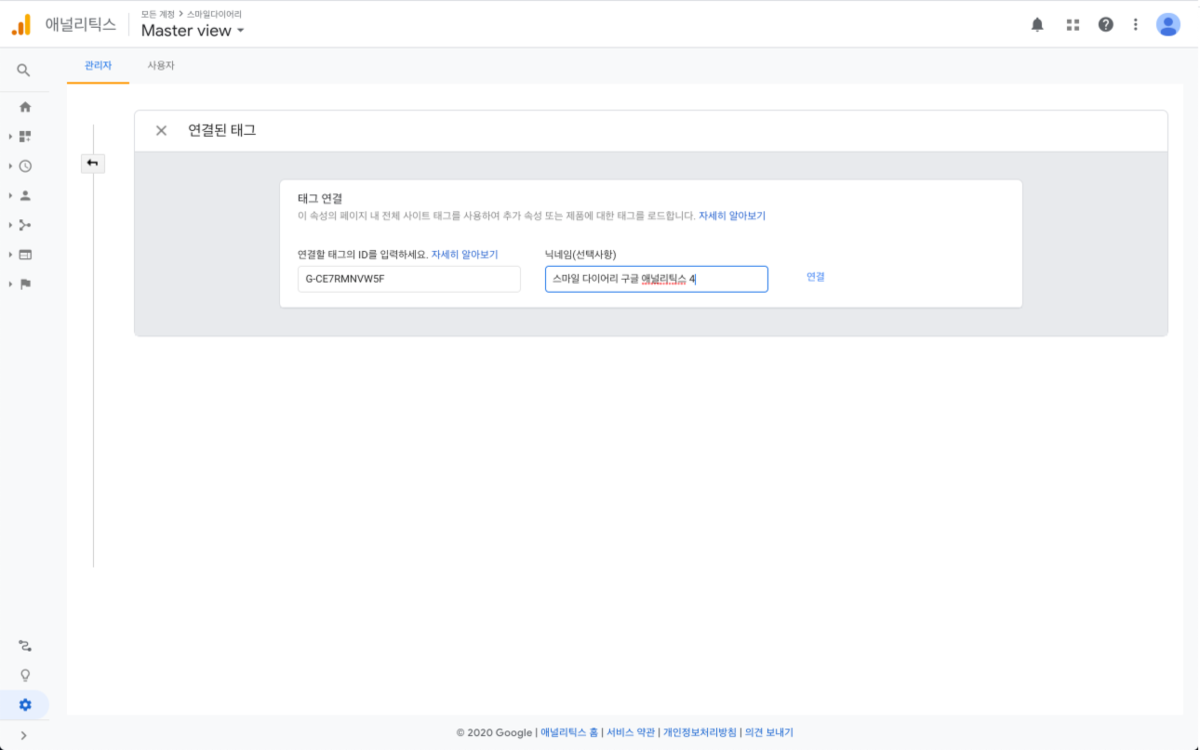 애널리틱스
모든 계정 > 스마일다이어리
Master view
관리자 사용자
연결된 태그
태그 연결
이 속성의 페이지 내 전체 사이트 태그를 사용하여 추가 속성 또는 제품에 대한 태그를 로드합니다. 자세히 알아보기
연결할 태그의 ID를 입력하세요. 자세히 알아보기
닉네임(선택사항)
G-CE7RMNVW5F
스마일 다이어리 구글 애널리틱스 4
연결
© 2020 Google | 애널리틱스 홈 | 서비스 약관 | 개인정보처리방침 | 의견 보내기